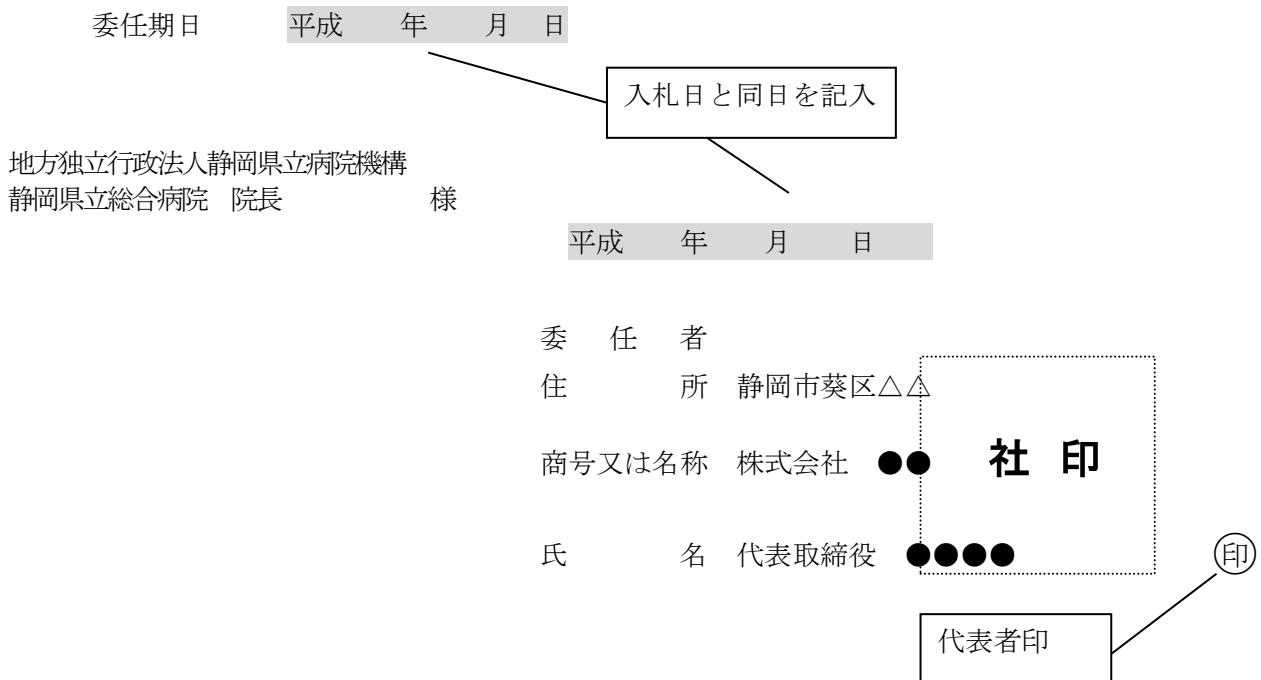 委任期日　平成　年　月　日
入札日と同日を記入
地方独立行政法人静岡県立病院機構
静岡県立総合病院　院長　様
平成　年　月　日
委　任　者
住　所　静岡市葵区△△
商号又は名称　株式会社　●●
社　印
氏　名　代表取締役　●●●●　㊞
代表者印